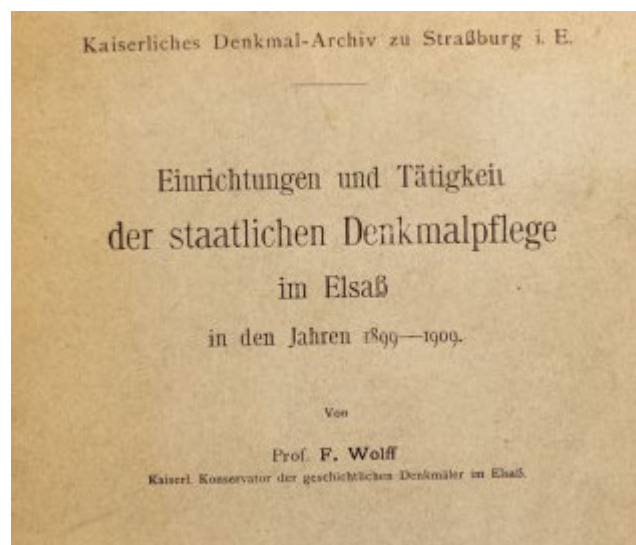 Kaiserliches Denkmal-Archiv zu Straßburg i. E.
Einrichtungen und Tätigkeit
der staatlichen Denkmalpflege
im Elsaß
in den Jahren 1899—1909.
Von
Prof. F. Wolff
Kaiserl. Konservator der geschichtlichen Denkmäler im Elsaß.